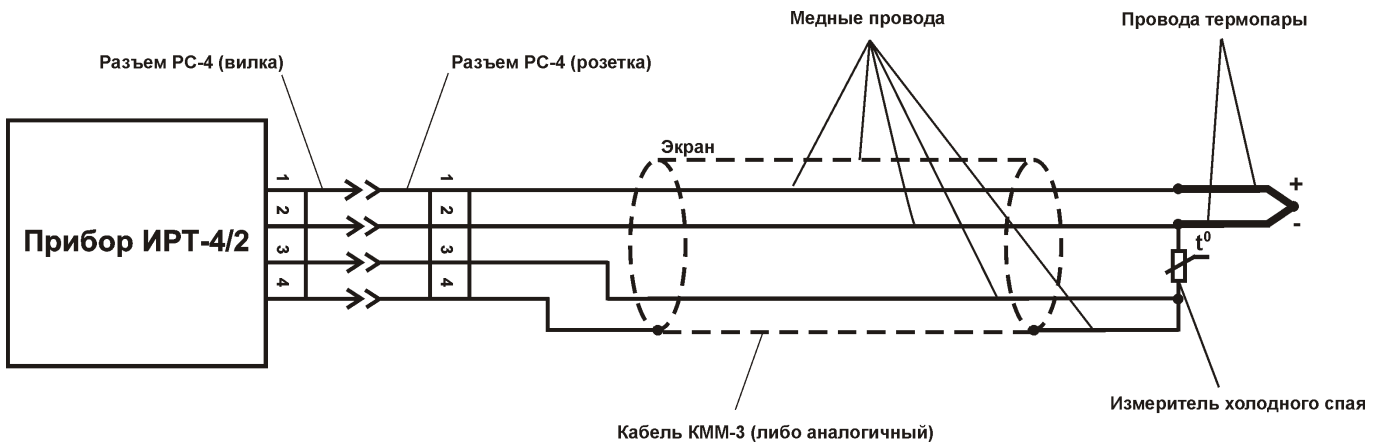 Медные провода
Провода термопары
Разъем РС-4 (вилка)
Разъем РС-4 (розетка)
Экран
Прибор ИРТ-4/2
1
2
3
4
1
2
3
4
+
-
t⁰
Измеритель холодного спая
Кабель КММ-3 (либо аналогичный)